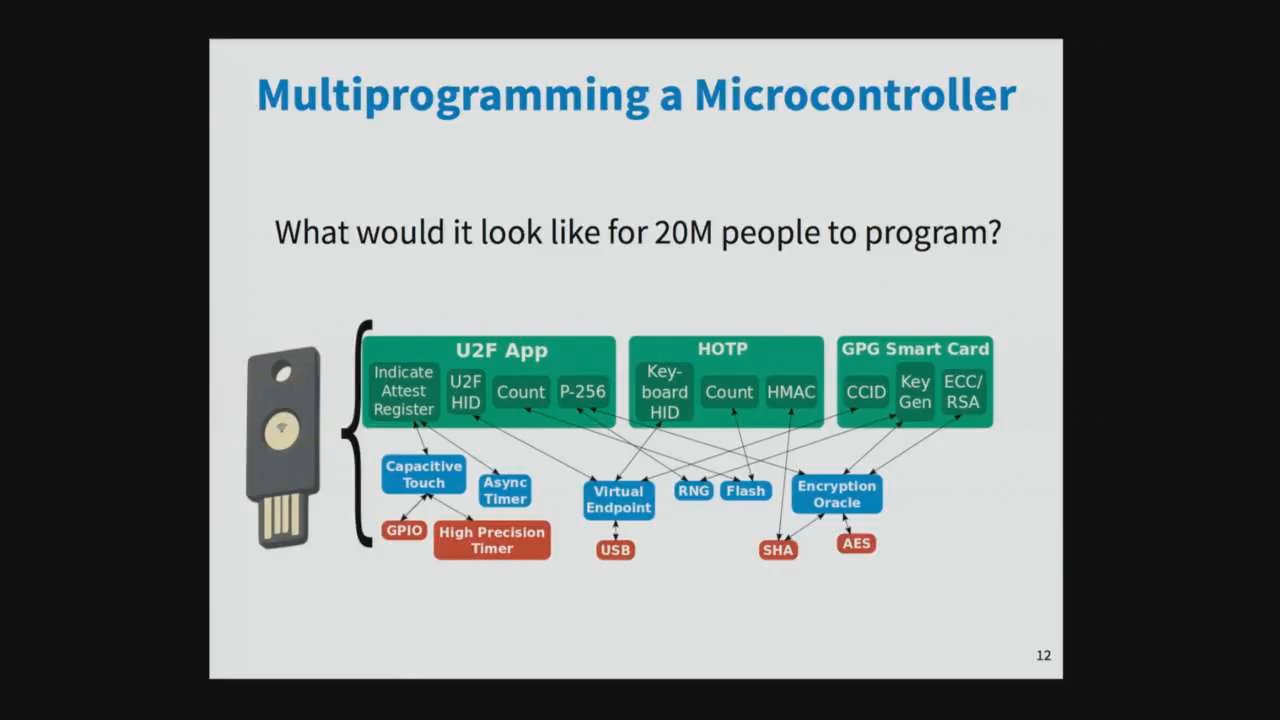 Multiprogramming a Microcontroller
What would it look like for 20M people to program?
U2F App
Indicate
Attest
Register
U2F
HID
Count
P-256
HOTP
Key-
board
HID
Count
HMAC
GPG Smart Card
CCID
Key
Gen
ECC/
RSA
Capacitive
Touch
Async
Timer
Virtual
Endpoint
RNG
Flash
Encryption
Oracle
GPIO
High Precision
Timer
USB
SHA
AES
12